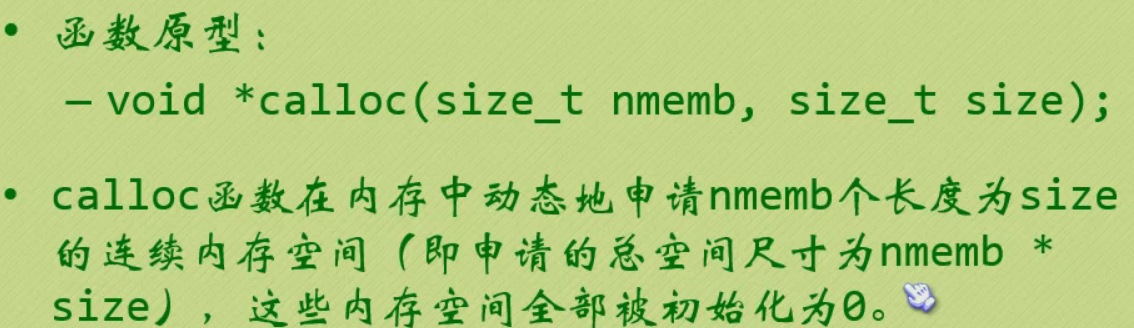 • 函数原型：
– void *calloc(size_t nmemb, size_t size);
• calloc函数在内存中动态地申请nmemb个长度为size
的连续内存空间（即申请的总空间尺寸为nmemb *
size），这些内存空间全部被初始化为0。